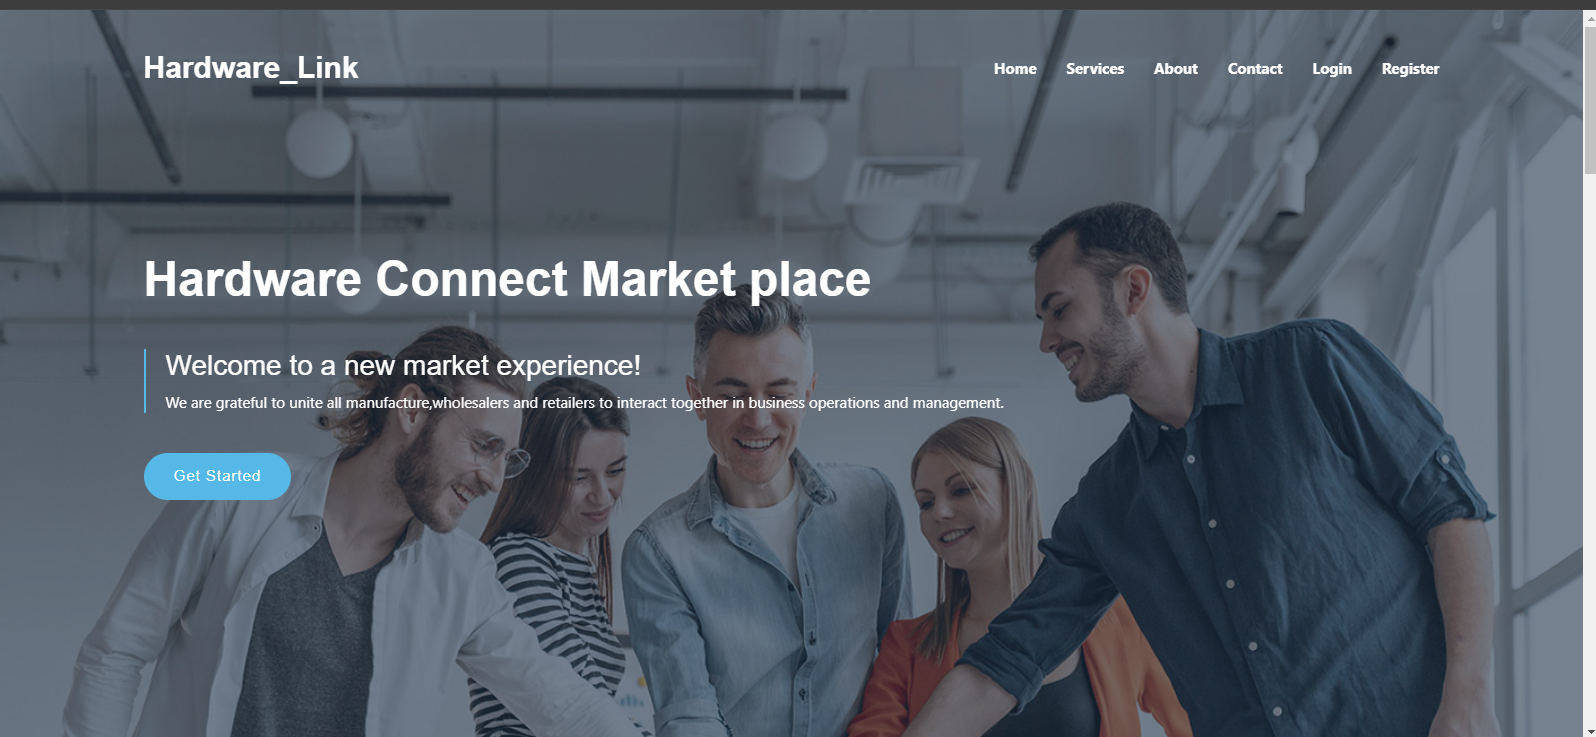 Hardware_Link
Home Services About Contact Login Register
Hardware Connect Market place
Welcome to a new market experience!
We are grateful to unite all manufacture,wholesalers and retailers to interact together in business operations and management.
Get Started